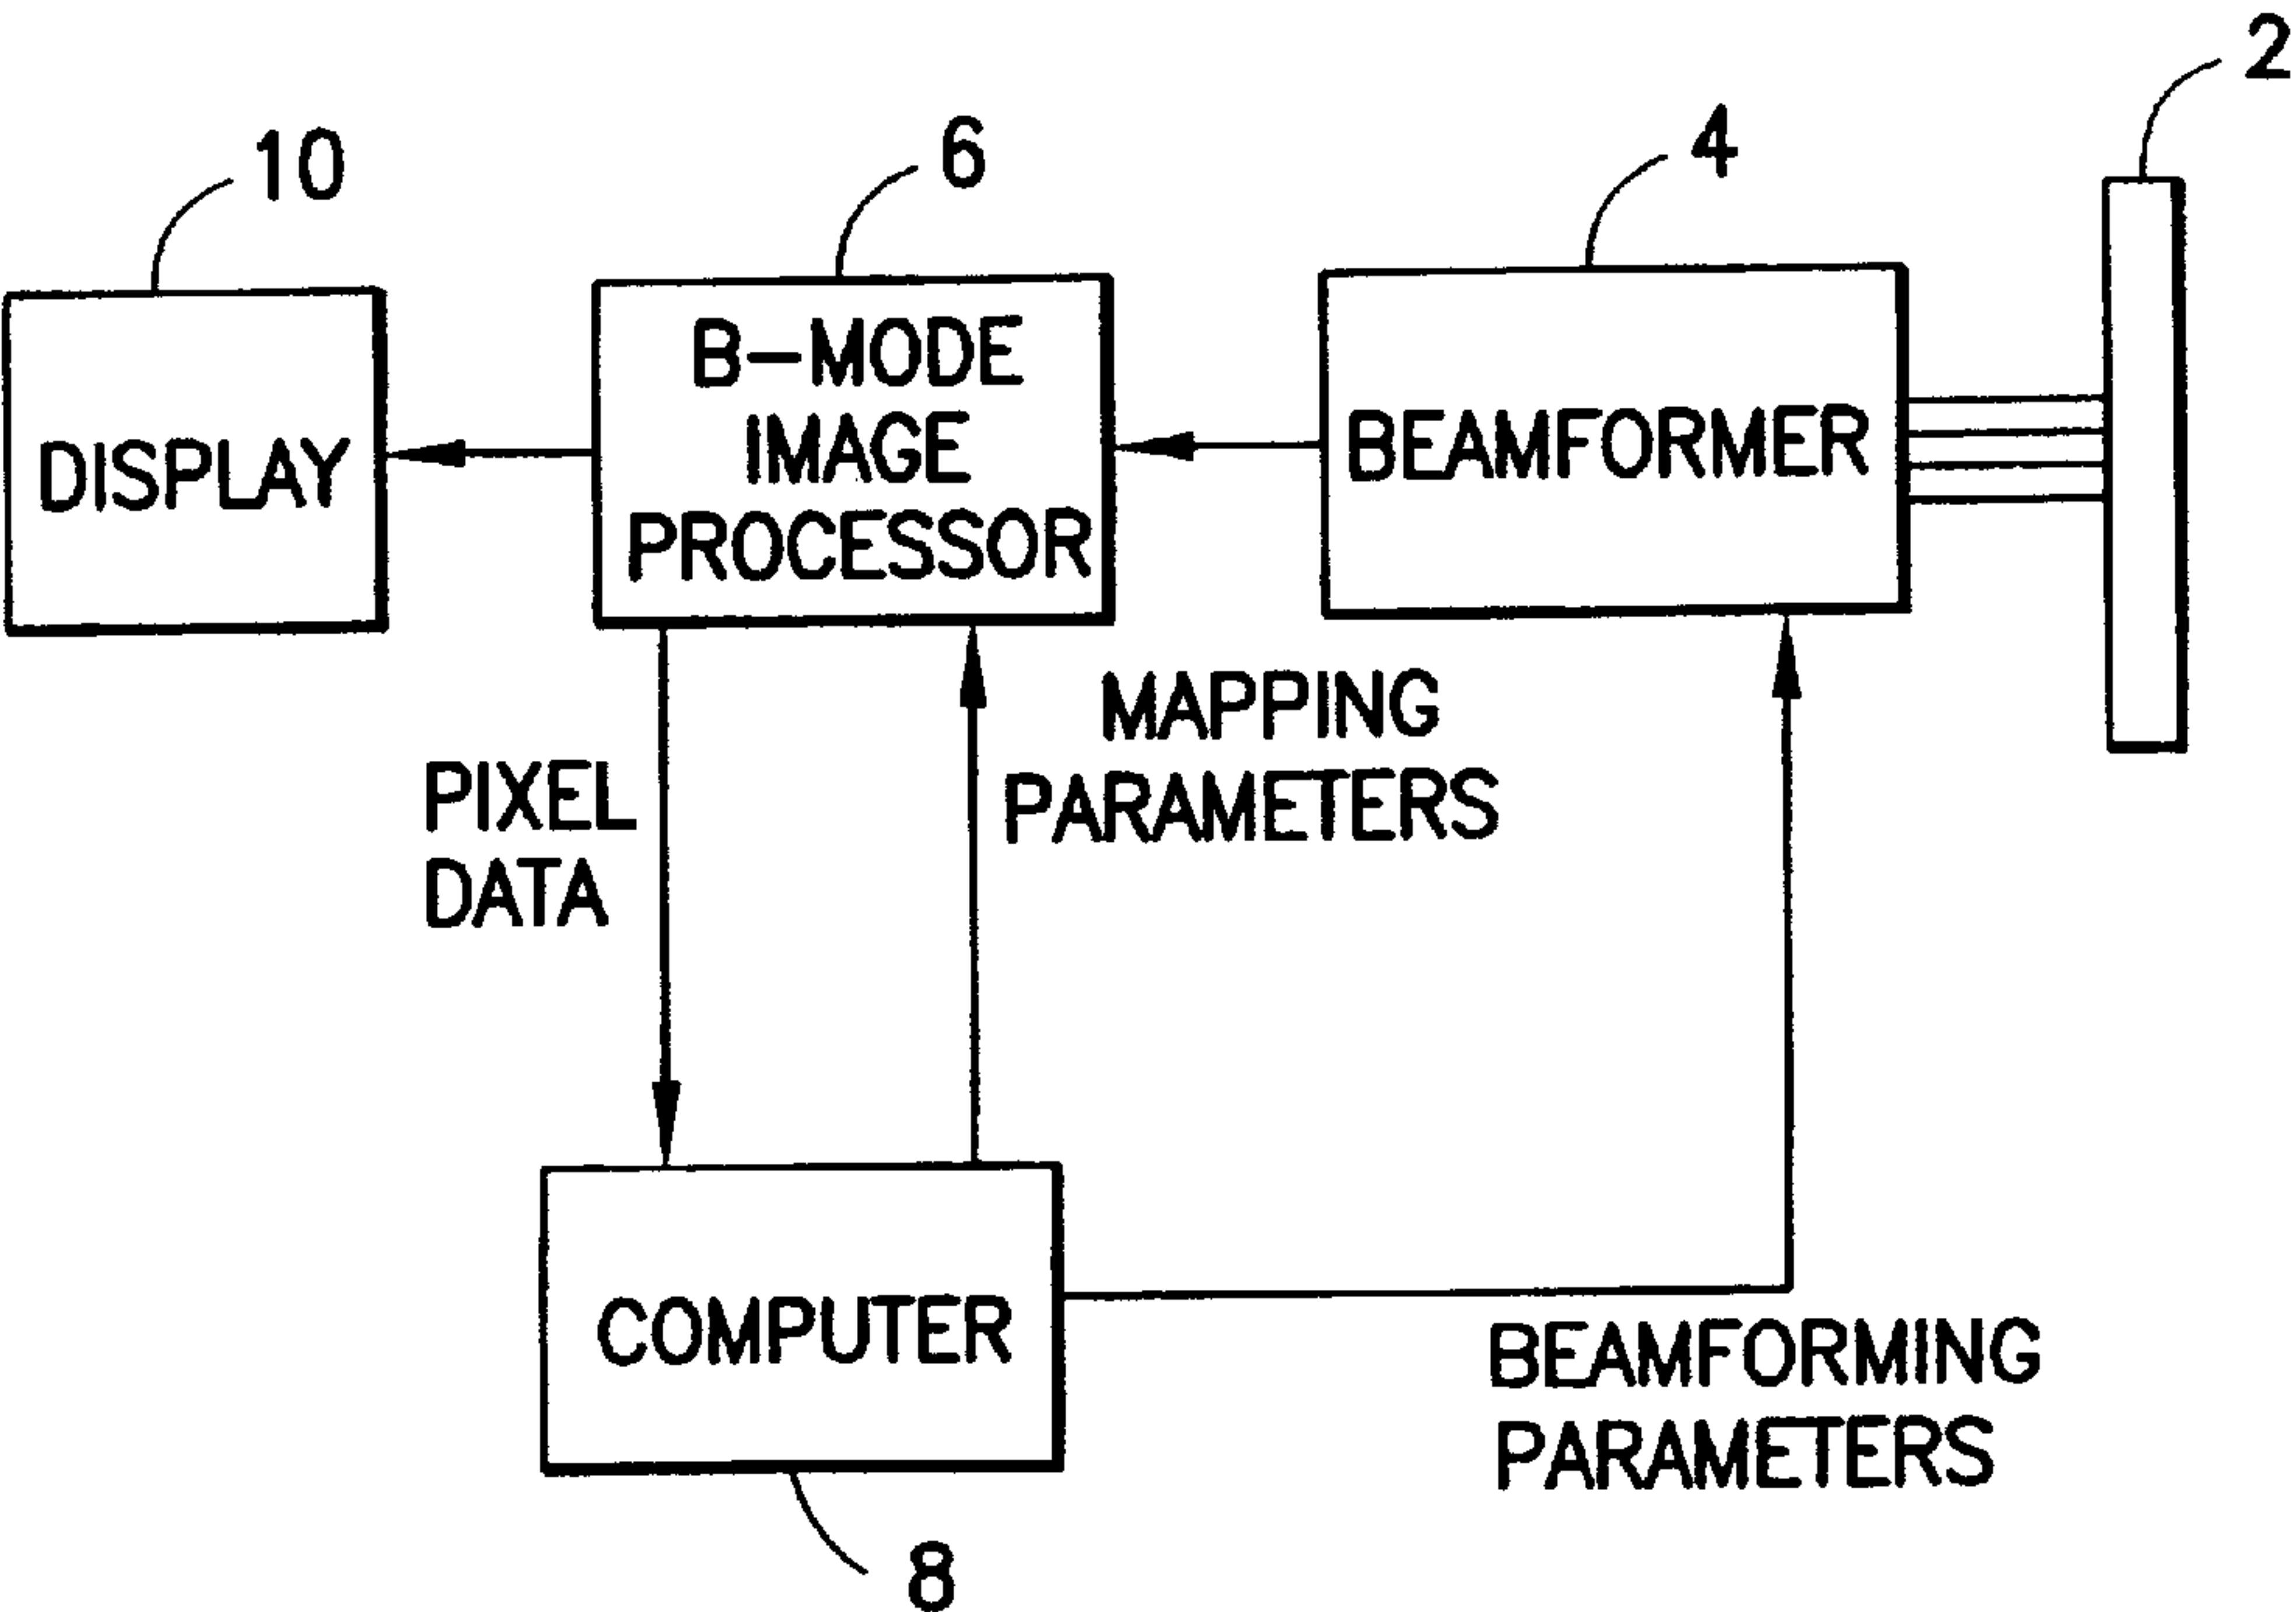 2
4
6
10
B-MODE
IMAGE
PROCESSOR
BEAMFORMER
DISPLAY
MAPPING
PARAMETERS
PIXEL
DATA
COMPUTER
BEAMFORMING
PARAMETERS
8